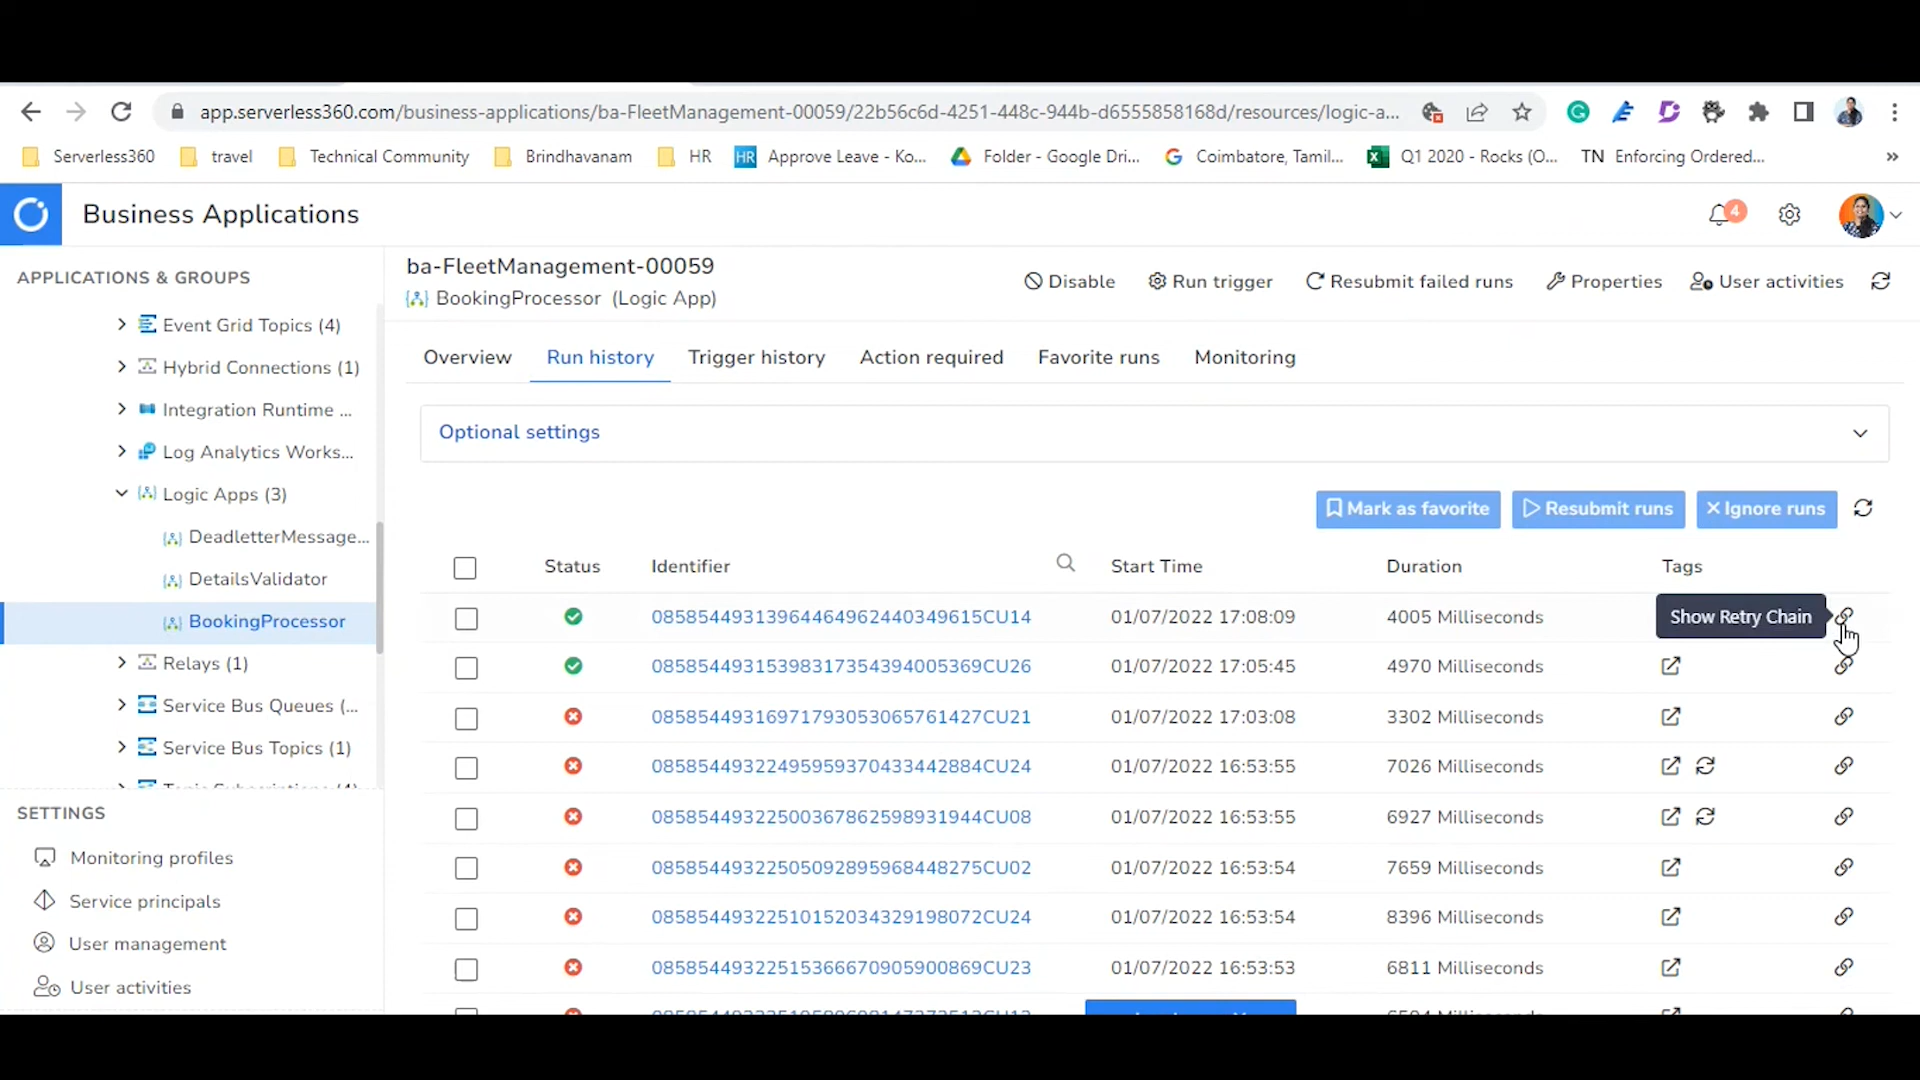 app.serverless360.com/business-applications/ba-FleetManagement-00059/22b56c6d-4251-448c-944b-d6555858168d/resources/logic-a...
Serverless360 travel Technical Community Brindhavanam HR HR Approve Leave - Ko... Folder - Google Dri... Coimbatore, Tamil... Q1 2020 - Rocks (O... TN Enforcing Ordered... »
Business Applications
4
APPLICATIONS & GROUPS
Event Grid Topics (4)
Hybrid Connections (1)
Integration Runtime ...
Log Analytics Works...
Logic Apps (3)
DeadletterMessage...
DetailsValidator
BookingProcessor
Relays (1)
Service Bus Queues (...
Service Bus Topics (1)
SETTINGS
Monitoring profiles
Service principals
User management
User activities
ba-FleetManagement-00059
BookingProcessor (Logic App)
Disable Run trigger Resubmit failed runs Properties User activities
Overview Run history Trigger history Action required Favorite runs Monitoring
Optional settings
Mark as favorite Resubmit runs Ignore runs
Status Identifier Start Time Duration Tags
08585449313964464962440349615CU14 01/07/2022 17:08:09 4005 Milliseconds Show Retry Chain
08585449315398317354394005369CU26 01/07/2022 17:05:45 4970 Milliseconds
08585449316971793053065761427CU21 01/07/2022 17:03:08 3302 Milliseconds
08585449322495959370433442884CU24 01/07/2022 16:53:55 7026 Milliseconds
08585449322500367862598931944CU08 01/07/2022 16:53:55 6927 Milliseconds
08585449322505092895968448275CU02 01/07/2022 16:53:54 7659 Milliseconds
08585449322510152034329198072CU24 01/07/2022 16:53:54 8396 Milliseconds
08585449322515366670905900869CU23 01/07/2022 16:53:53 6811 Milliseconds